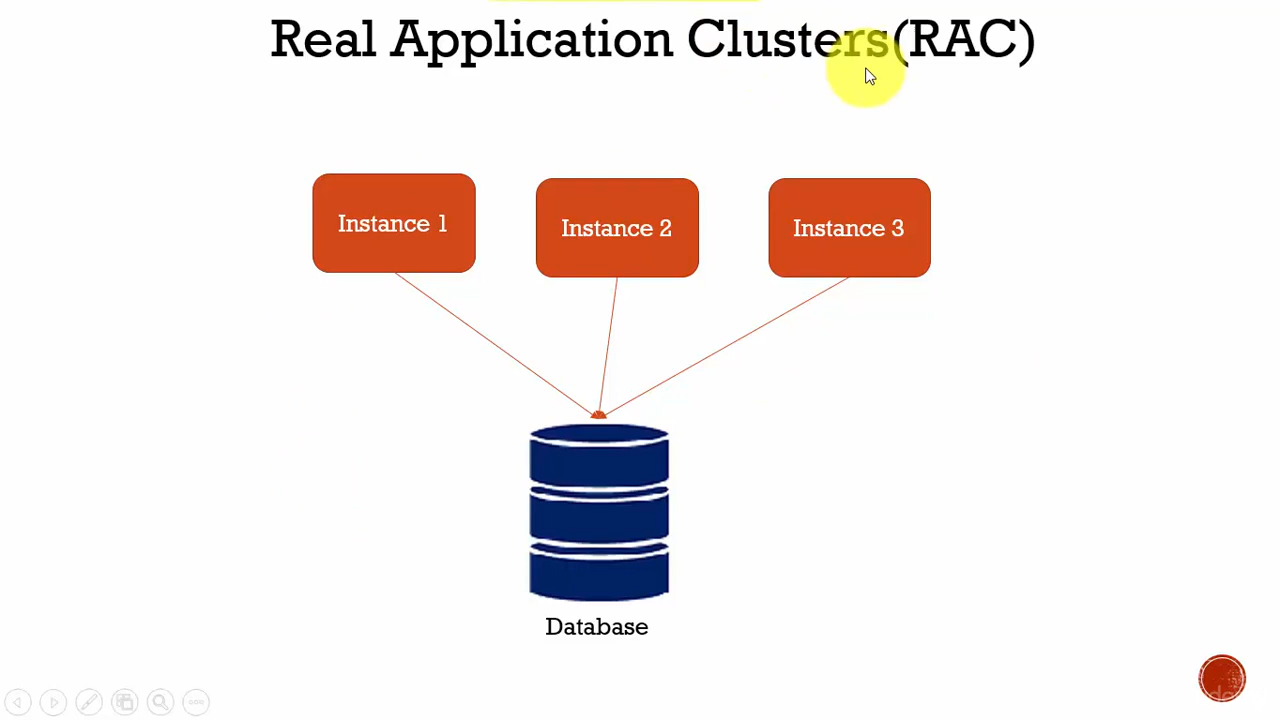 Real Application Clusters(RAC)
Instance 1
Instance 2
Instance 3
Database